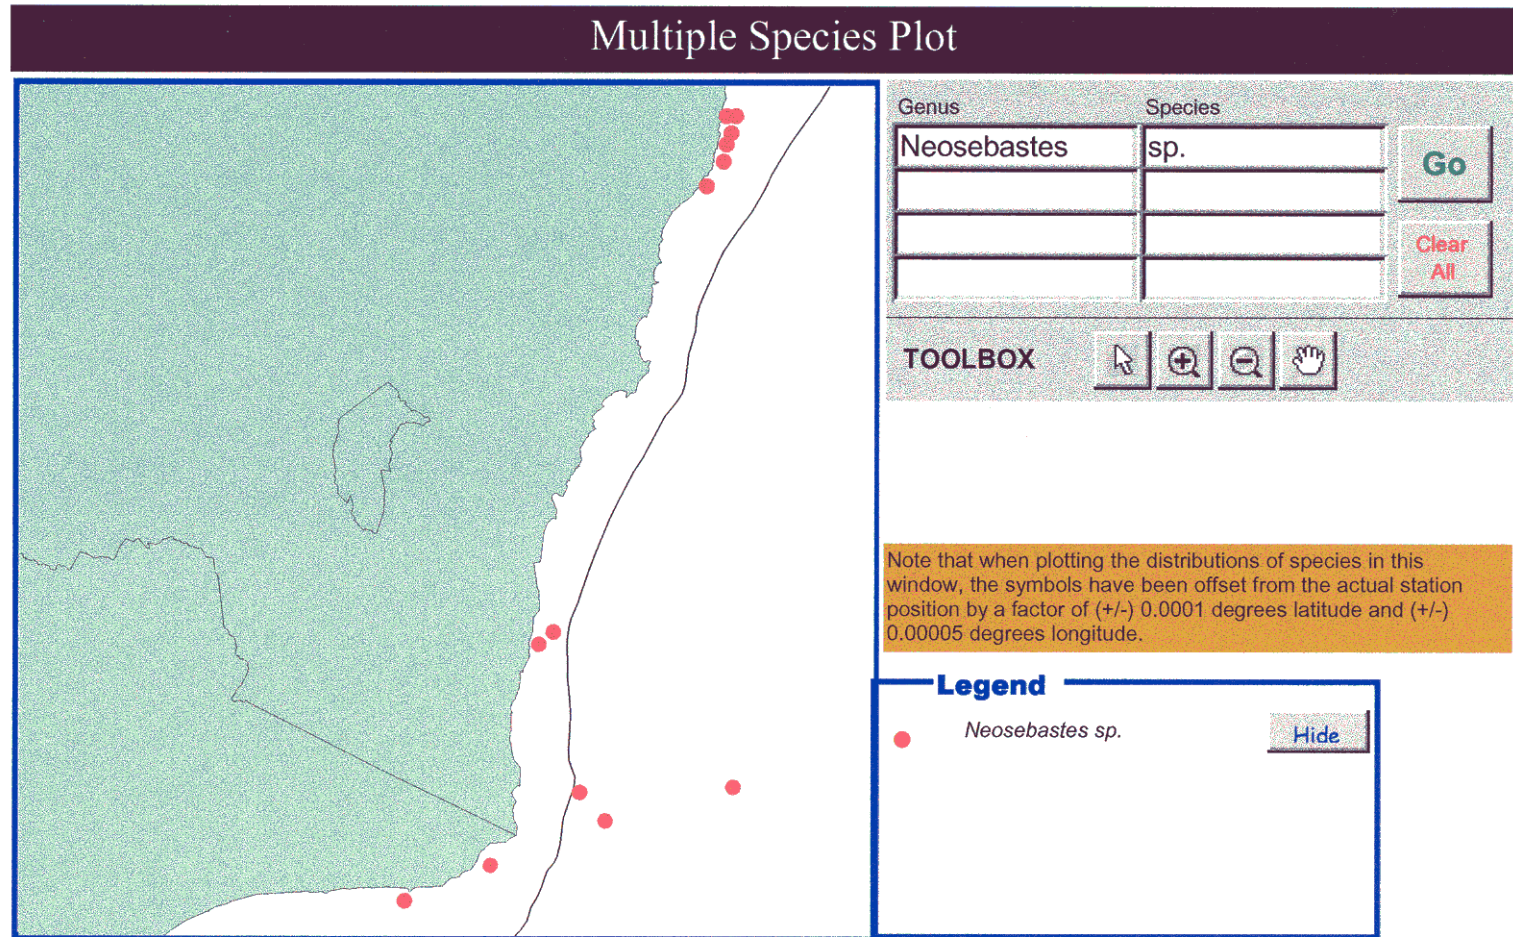 Multiple Species Plot
Genus
Species
Neosebastes
sp.
Go
Clear
All
TOOLBOX
Note that when plotting the distributions of species in this
window, the symbols have been offset from the actual station
position by a factor of (+/-) 0.0001 degrees latitude and (+/-)
0.00005 degrees longitude.
Legend
Neosebastes sp.
Hide